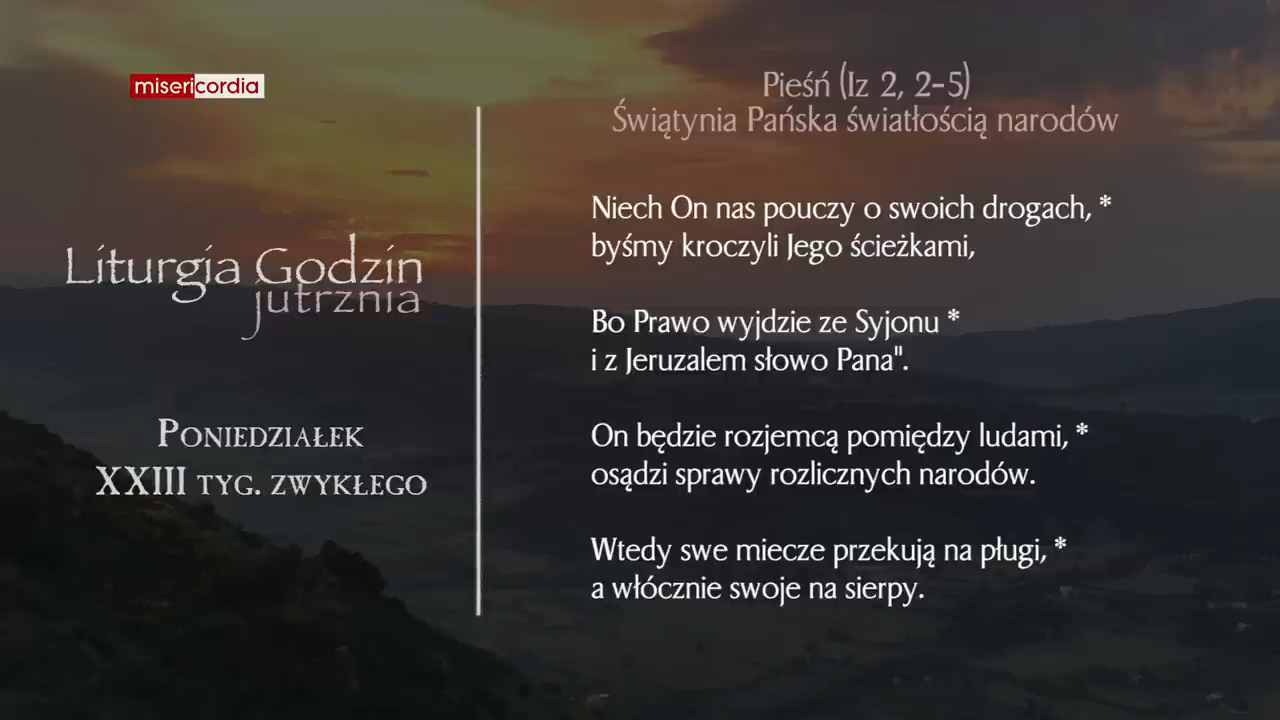 misericordia
Liturgia Godzin
jutrznia
Poniedziałek
XXIII tyg. zwykłego
Pieśń (Iz 2, 2-5)
Świątynia Pańska światłością narodów
Niech On nas pouczy o swoich drogach, *
byśmy kroczyli Jego ścieżkami,
Bo Prawo wyjdzie ze Syjonu *
i z Jeruzalem słowo Pana".
On będzie rozjemcą pomiędzy ludami, *
osądzi sprawy rozlicznych narodów.
Wtedy swe miecze przekują na pługi, *
a włócznie swoje na sierpy.